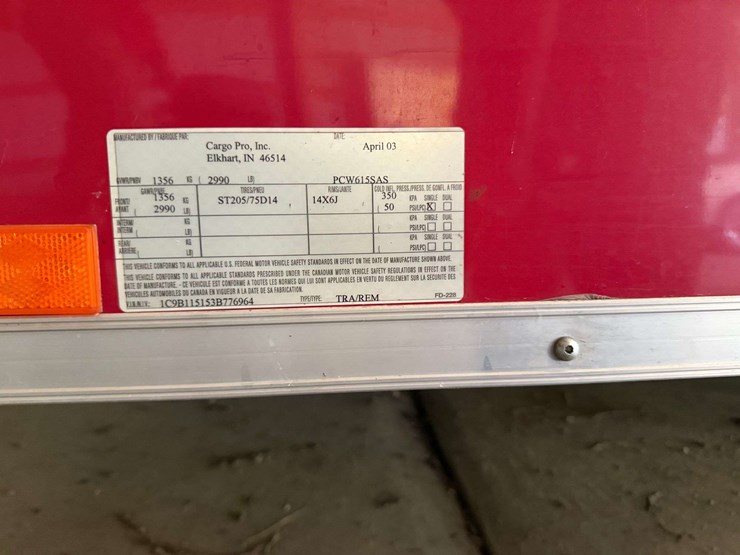 MANUFACTURED BY / FABRIQUÉ PAR: DATE:
Cargo Pro, Inc. April 03
Elkhart, IN 46514
GVWR/PNBV 1356 KG ( 2990 LB) PCW615SAS
GAWR/PNBE TIRES/PNEU RIMS/JANTE COLD INFL. PRESS./PRESS. DE GONFL. A FROID
FRONT/ 1356 KG ST205/75D14 14X6J 350 KPA SINGLE DUAL
AVANT 2990 LB) 50 PSI/LPC) X
INTERM/ KG KPA SINGLE DUAL
INTERM LB) PSI/LPC)
REAR/ KG KPA SINGLE DUAL
ARRIERE LB) PSI/LPC)
THIS VEHICLE CONFORMS TO ALL APPLICABLE U.S. FEDERAL MOTOR VEHICLE SAFETY STANDARDS IN EFFECT ON THE DATE OF MANUFACTURE SHOWN ABOVE.
THIS VEHICLE CONFORMS TO ALL APPLICABLE STANDARDS PRESCRIBED UNDER THE CANADIAN MOTOR VEHICLE SAFETY REGULATIONS IN EFFECT ON THE
DATE OF MANUFACTURE. - CE VEHICULE EST CONFORME A TOUTES LES NORMES QUI LUI SONT APPLICABLES EN VERTU DU REGLEMENT SUR LA SECURITE DES
VEHICULES AUTOMOBILES DU CANADA EN VIGUEUR A LA DATE DE SA FABRICATION.
V.I.N./N.I.V.: 1C9B115153B776964 TYPE/TYPE: TRA/REM FD-228